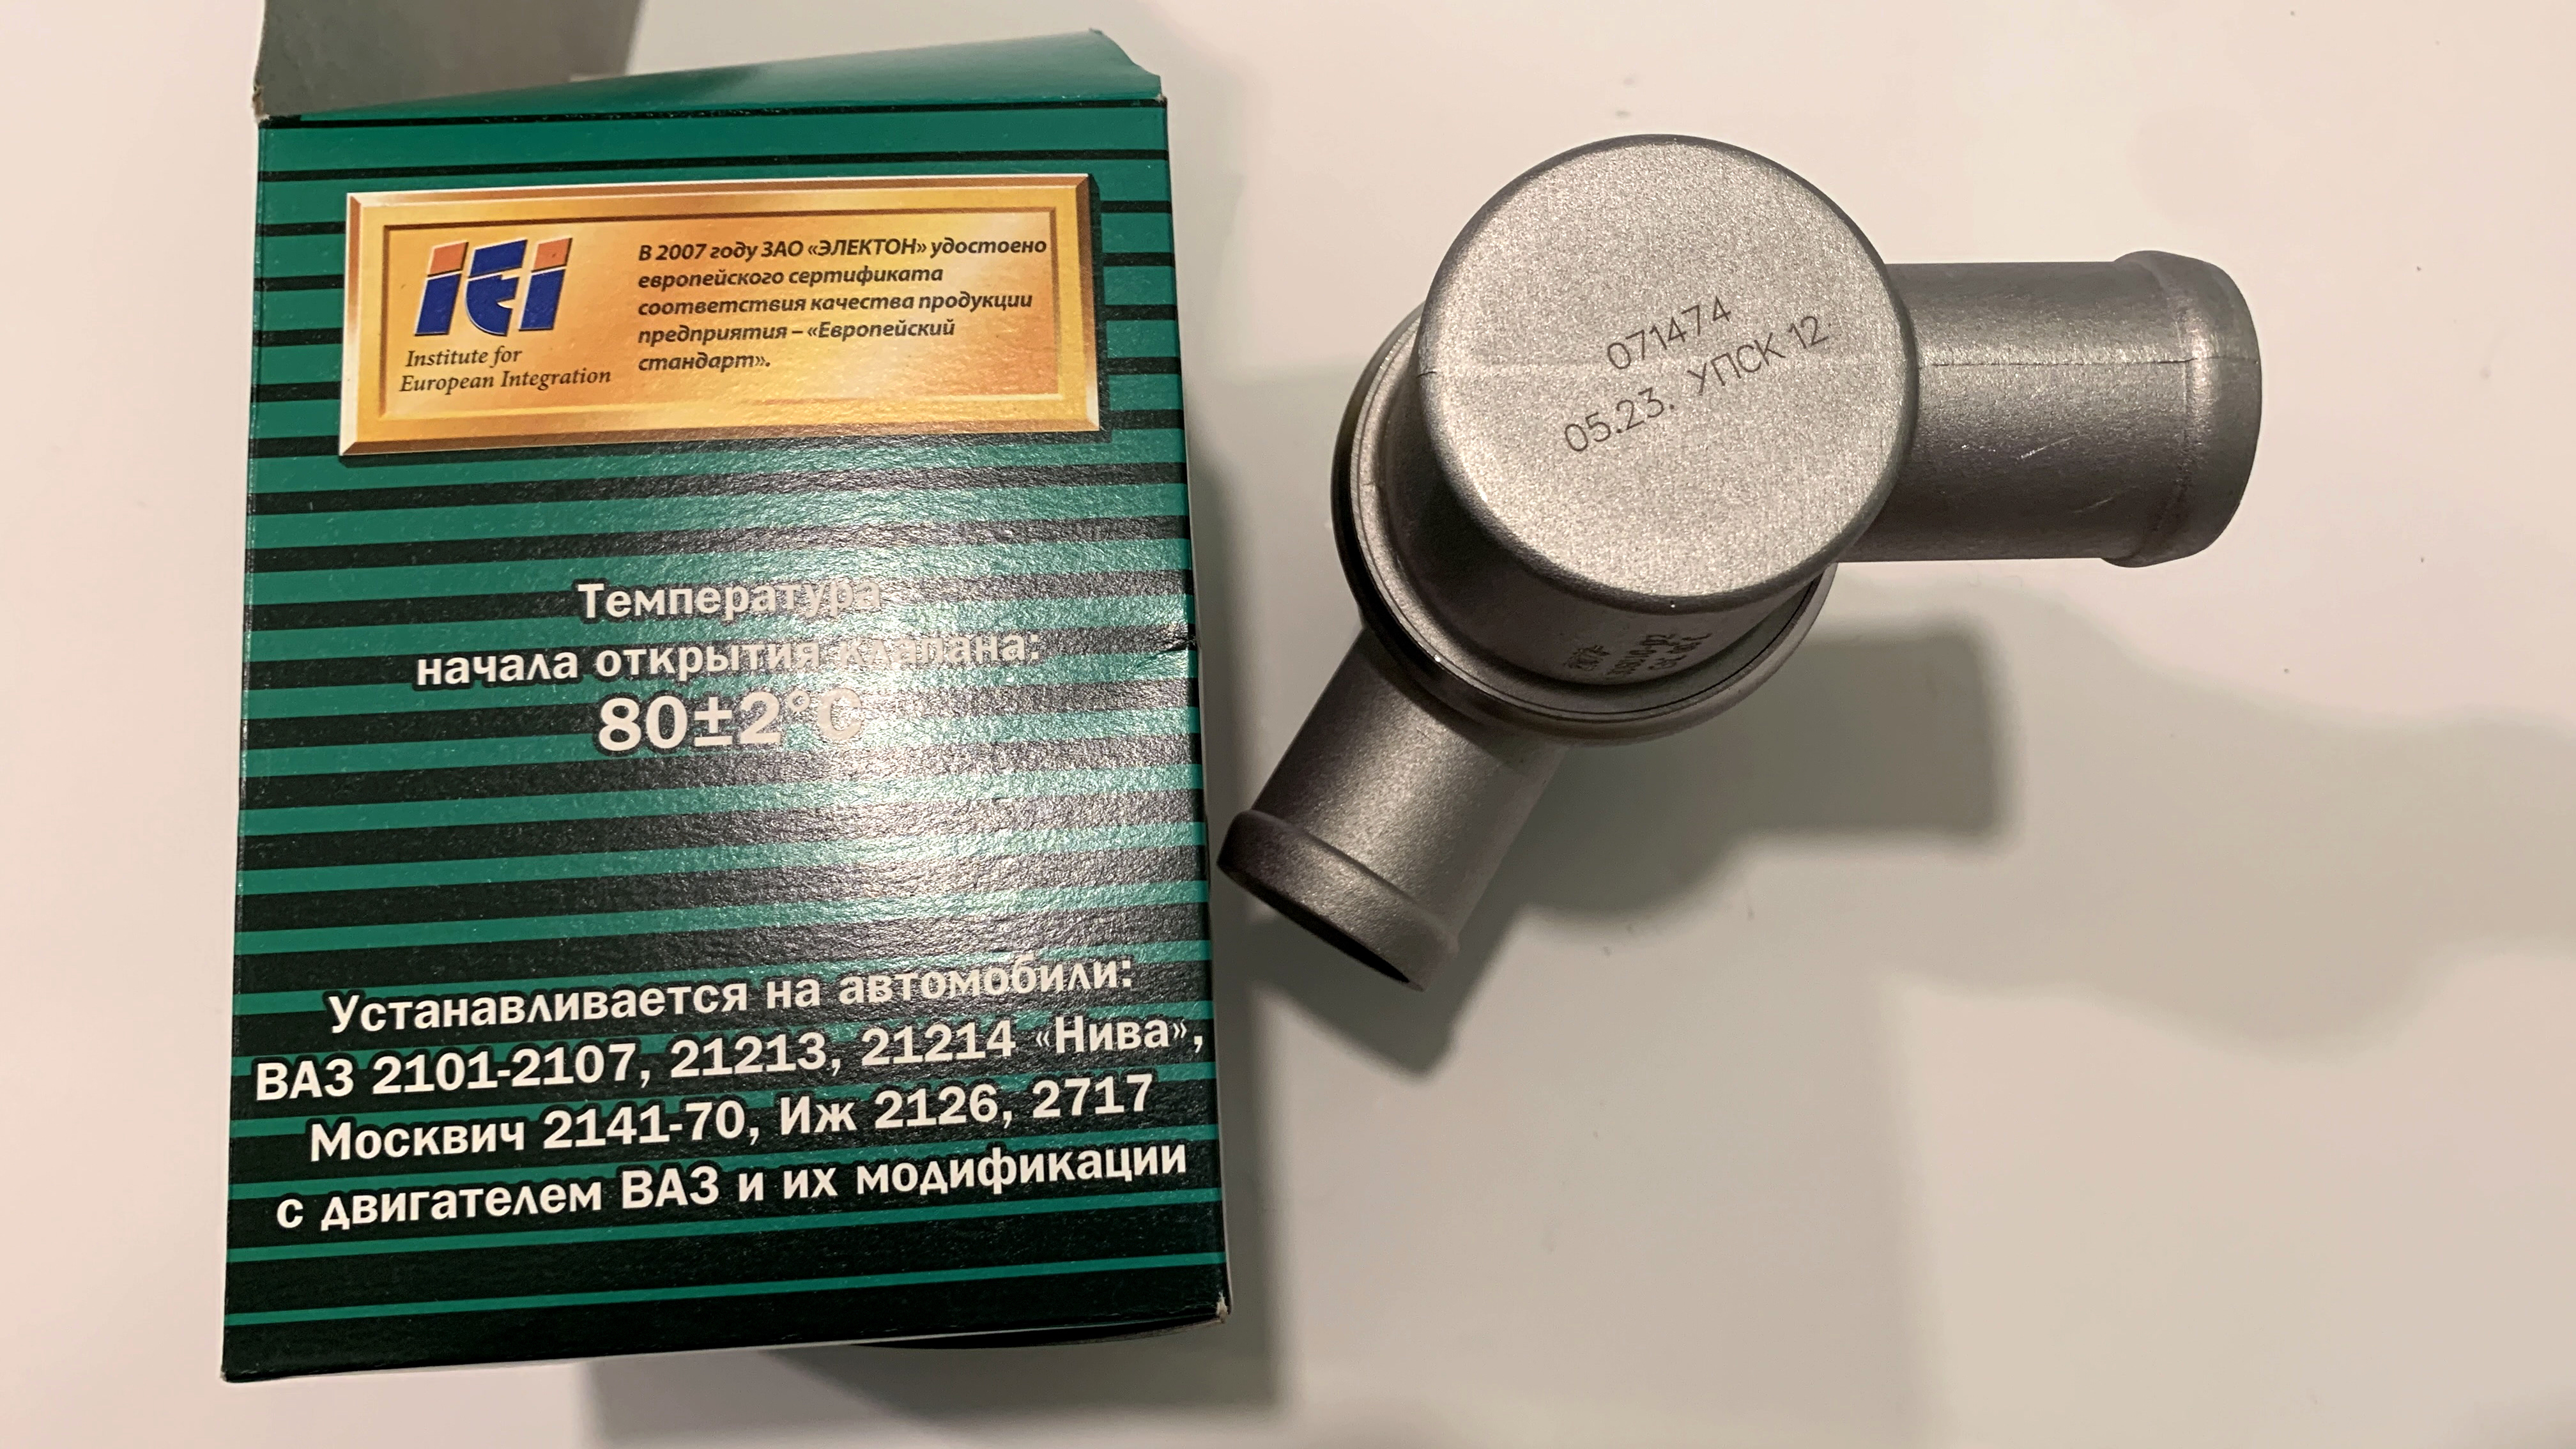 iEi
Institute for
European Integration
В 2007 году ЗАО «ЭЛЕКТОН» удостоено
европейского сертификата
соответствия качества продукции
предприятия – «Европейский
стандарт».
Температура
начала открытия клапана:
80±2°C
Устанавливается на автомобили:
ВАЗ 2101-2107, 21213, 21214 «Нива»,
Москвич 2141-70, Иж 2126, 2717
с двигателем ВАЗ и их модификации
071474
05.23. УПСК 12